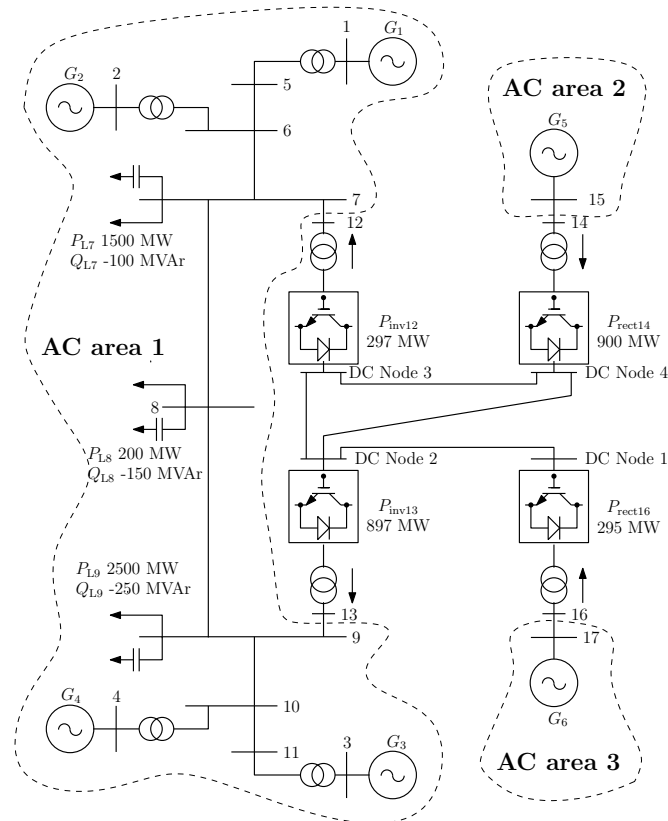 1
G1
G2
2
AC area 2
5
G5
6
15
7
12
14
PL7 1500 MW
QL7 -100 MVAr
Pinv12
297 MW
Prect14
900 MW
AC area 1
DC Node 3
DC Node 4
8
PL8 200 MW
QL8 -150 MVAr
DC Node 2
DC Node 1
Pinv13
897 MW
Prect16
295 MW
PL9 2500 MW
QL9 -250 MVAr
13
16
9
17
G4
4
10
G6
11
3
G3
AC area 3